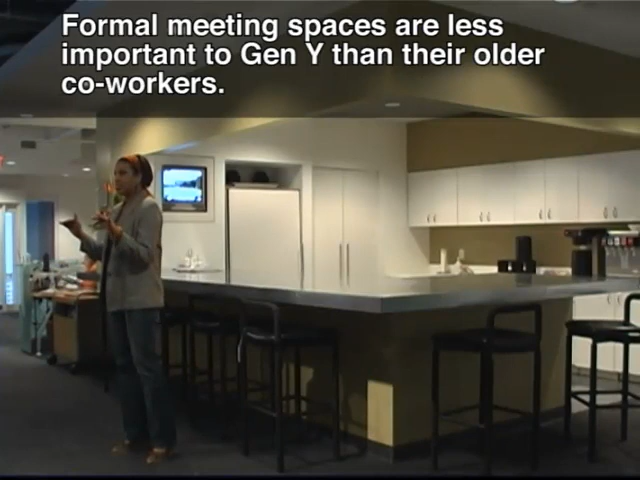 Formal meeting spaces are less
important to Gen Y than their older
co-workers.